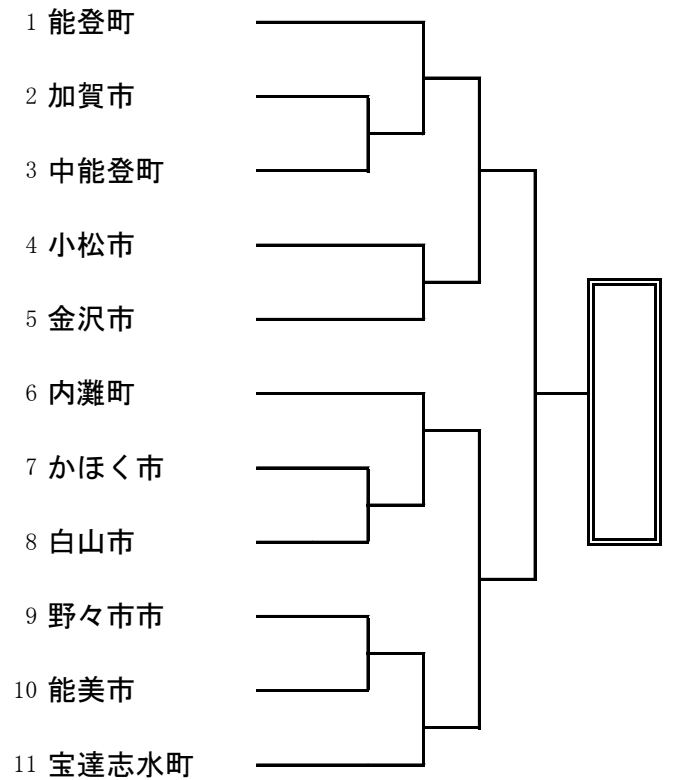 1 能登町
2 加賀市
3 中能登町
4 小松市
5 金沢市
6 内灘町
7 かほく市
8 白山市
9 野々市市
10 能美市
11 宝達志水町